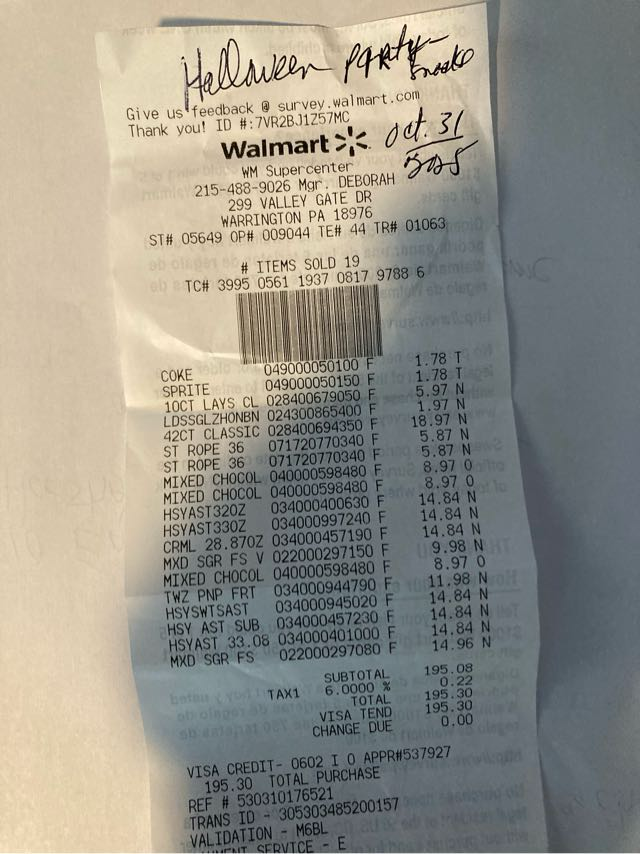 Halloween Party
Snacks
Give us feedback @ survey.walmart.com
Thank you! ID #:7VR2BJ1Z57MC
Oct. 31
Walmart
WM Supercenter
215-488-9026 Mgr. DEBORAH
299 VALLEY GATE DR
WARRINGTON PA 18976
ST# 05649 OP# 009044 TE# 44 TR# 01063
# ITEMS SOLD 19
TC# 3995 0561 1937 0817 9788 6
COKE 049000050100 F 1.78 T
SPRITE 049000050150 F 1.78 T
10CT LAYS CL 028400679050 F 5.97 N
LDSSGLZHONBN 024300865400 F 1.97 N
42CT CLASSIC 028400694350 F 18.97 N
ST ROPE 36 071720770340 F 5.87 N
ST ROPE 36 071720770340 F 5.87 N
MIXED CHOCOL 040000598480 F 8.97 O
MIXED CHOCOL 040000598480 F 8.97 O
HSYAST320Z 034000400630 F 14.84 N
HSYAST330Z 034000997240 F 14.84 N
CRML 28.870Z 034000457190 F 14.84 N
MXD SGR FS V 022000297150 F 9.98 N
MIXED CHOCOL 040000598480 F 8.97 O
TWZ PNP FRT 034000944790 F 11.98 N
HSYSWTSAST 034000945020 F 14.84 N
HSY AST SUB 034000457230 F 14.84 N
HSYAST 33.08 034000401000 F 14.84 N
MXD SGR FS 022000297080 F 14.96 N
SUBTOTAL 195.08
TAX1 6.0000 % 0.22
TOTAL 195.30
VISA TEND 195.30
CHANGE DUE 0.00
VISA CREDIT- 0602 I 0 APPR#537927
195.30 TOTAL PURCHASE
REF # 530310176521
TRANS ID - 305303485200157
VALIDATION - M6BL
SERVICE - E